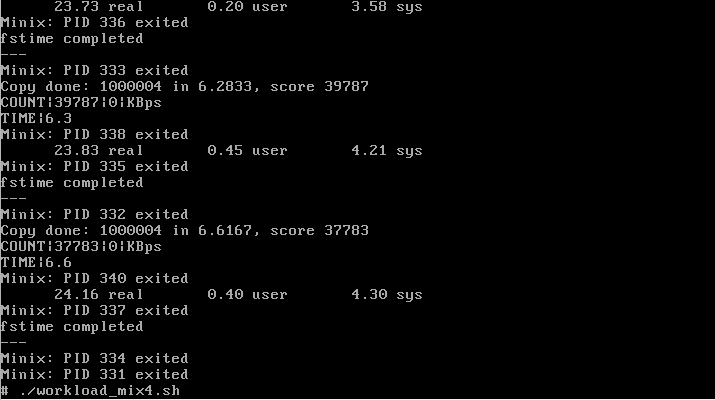 23.73 real 0.20 user 3.58 sys
Minix: PID 336 exited
fstime completed
---
Minix: PID 333 exited
Copy done: 1000004 in 6.2833, score 39787
COUNT|39787|0|KBps
TIME|6.3
Minix: PID 338 exited
23.83 real 0.45 user 4.21 sys
Minix: PID 335 exited
fstime completed
---
Minix: PID 332 exited
Copy done: 1000004 in 6.6167, score 37783
COUNT|37783|0|KBps
TIME|6.6
Minix: PID 340 exited
24.16 real 0.40 user 4.30 sys
Minix: PID 337 exited
fstime completed
---
Minix: PID 334 exited
Minix: PID 331 exited
# ./workload_mix4.sh